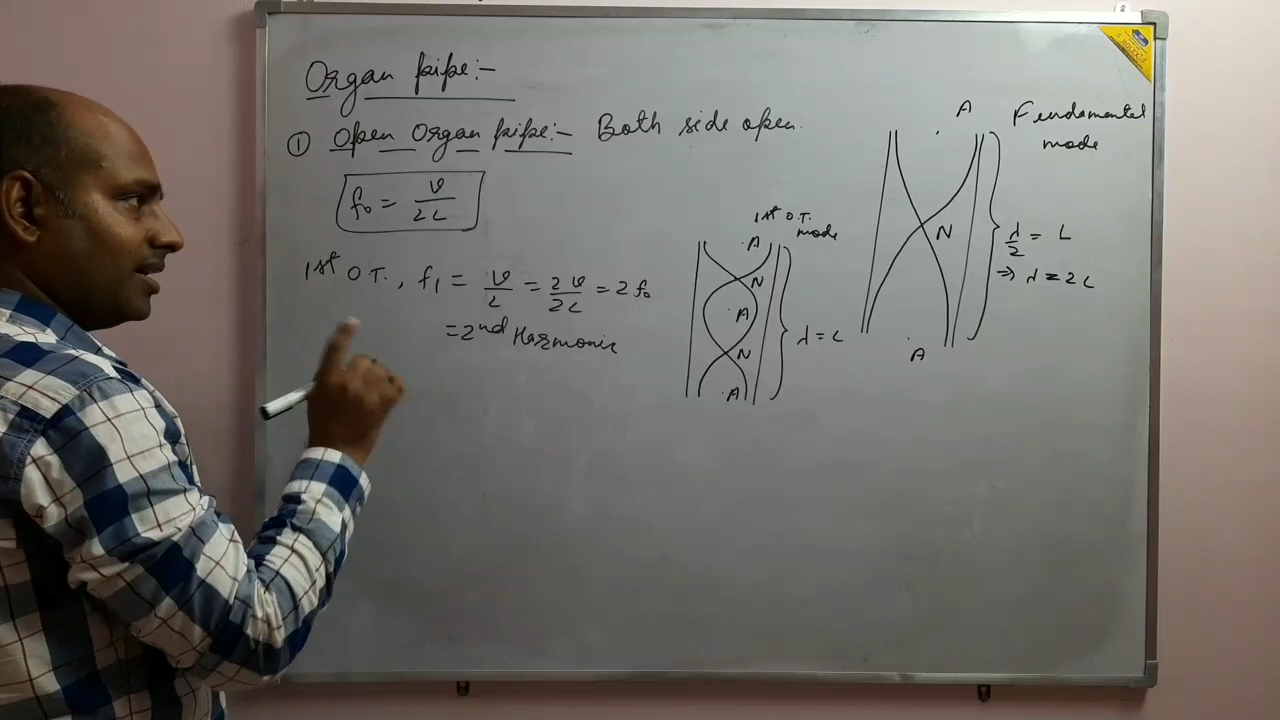 Organ pipe:-
① Open Organ pipe:- Both side open.
f₀ = v/2L
1st O.T., f₁ = v/L = 2v/2L = 2f₀
= 2nd Harmonic
1st O.T.
mode
A
N
A
N
A
λ = L
A
Fundamental
mode
N
λ/2 = L
⇒ λ = 2L
A